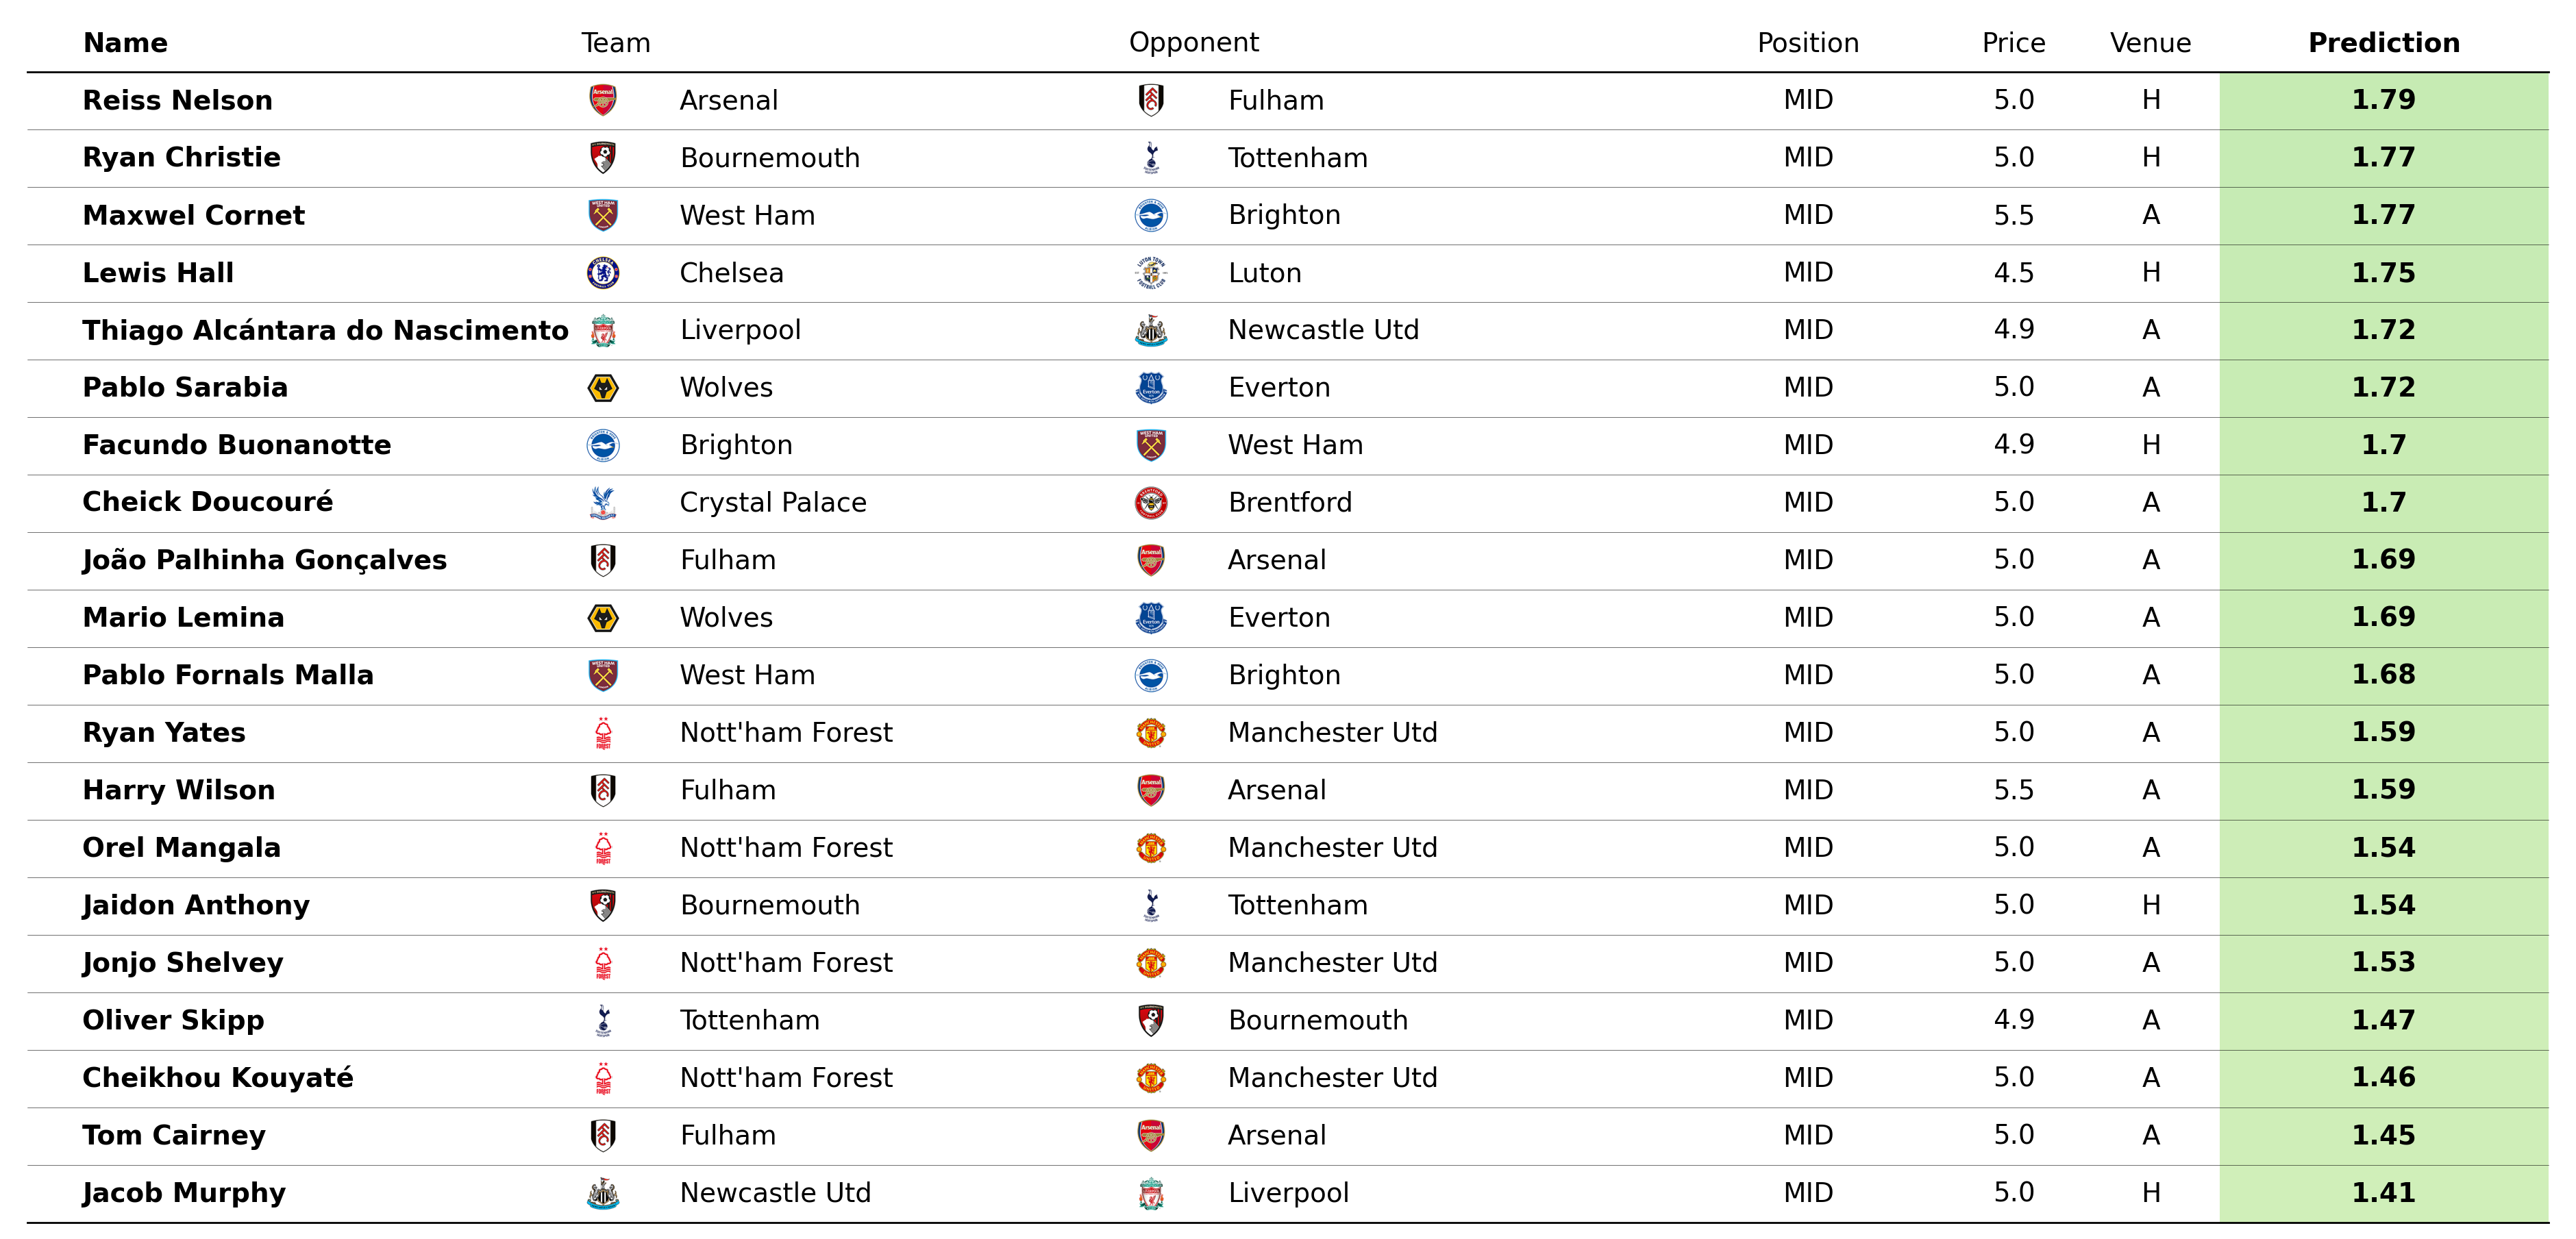 Name Team Opponent Position Price Venue Prediction
Reiss Nelson Arsenal Fulham MID 5.0 H 1.79
Ryan Christie Bournemouth Tottenham MID 5.0 H 1.77
Maxwel Cornet West Ham Brighton MID 5.5 A 1.77
Lewis Hall Chelsea Luton MID 4.5 H 1.75
Thiago Alcántara do Nascimento Liverpool Newcastle Utd MID 4.9 A 1.72
Pablo Sarabia Wolves Everton MID 5.0 A 1.72
Facundo Buonanotte Brighton West Ham MID 4.9 H 1.7
Cheick Doucouré Crystal Palace Brentford MID 5.0 A 1.7
João Palhinha Gonçalves Fulham Arsenal MID 5.0 A 1.69
Mario Lemina Wolves Everton MID 5.0 A 1.69
Pablo Fornals Malla West Ham Brighton MID 5.0 A 1.68
Ryan Yates Nott'ham Forest Manchester Utd MID 5.0 A 1.59
Harry Wilson Fulham Arsenal MID 5.5 A 1.59
Orel Mangala Nott'ham Forest Manchester Utd MID 5.0 A 1.54
Jaidon Anthony Bournemouth Tottenham MID 5.0 H 1.54
Jonjo Shelvey Nott'ham Forest Manchester Utd MID 5.0 A 1.53
Oliver Skipp Tottenham Bournemouth MID 4.9 A 1.47
Cheikhou Kouyaté Nott'ham Forest Manchester Utd MID 5.0 A 1.46
Tom Cairney Fulham Arsenal MID 5.0 A 1.45
Jacob Murphy Newcastle Utd Liverpool MID 5.0 H 1.41